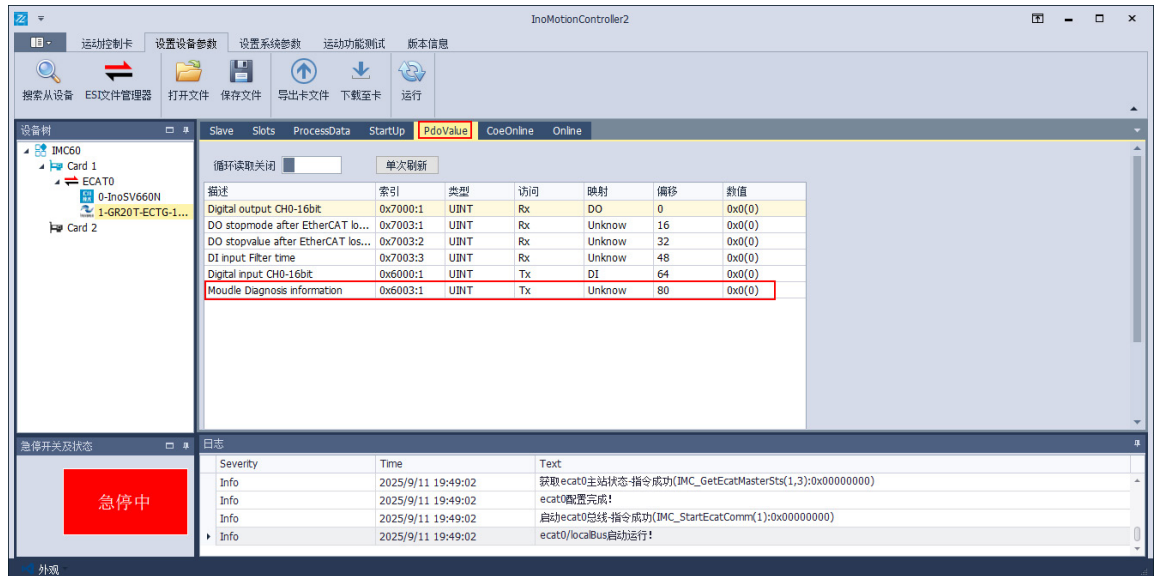 InoMotionController2
运动控制卡 设置设备参数 设置系统参数 运动功能测试 版本信息
搜索从设备 ESI文件管理器 打开文件 保存文件 导出卡文件 下载至卡 运行
设备树
IMC60
Card 1
ECAT0
0-InoSV660N
1-GR20T-ECTG-1...
Card 2
Slave Slots ProcessData StartUp PdoValue CoeOnline Online
循环读取关闭 单次刷新
描述 索引 类型 访问 映射 偏移 数值
Digital output CH0-16bit 0x7000:1 UINT Rx DO 0 0x0(0)
DO stopmode after EtherCAT lo... 0x7003:1 UINT Rx Unknow 16 0x0(0)
DO stopvalue after EtherCAT los... 0x7003:2 UINT Rx Unknow 32 0x0(0)
DI input Filter time 0x7003:3 UINT Rx Unknow 48 0x0(0)
Digital input CH0-16bit 0x6000:1 UINT Tx DI 64 0x0(0)
Moudle Diagnosis information 0x6003:1 UINT Tx Unknow 80 0x0(0)
急停开关及状态
急停中
日志
Severity Time Text
Info 2025/9/11 19:49:02 获取ecat0主站状态-指令成功(IMC_GetEcatMasterSts(1,3):0x00000000)
Info 2025/9/11 19:49:02 ecat0配置完成!
Info 2025/9/11 19:49:02 启动ecat0总线-指令成功(IMC_StartEcatComm(1):0x00000000)
Info 2025/9/11 19:49:02 ecat0/localBus启动运行!
外观